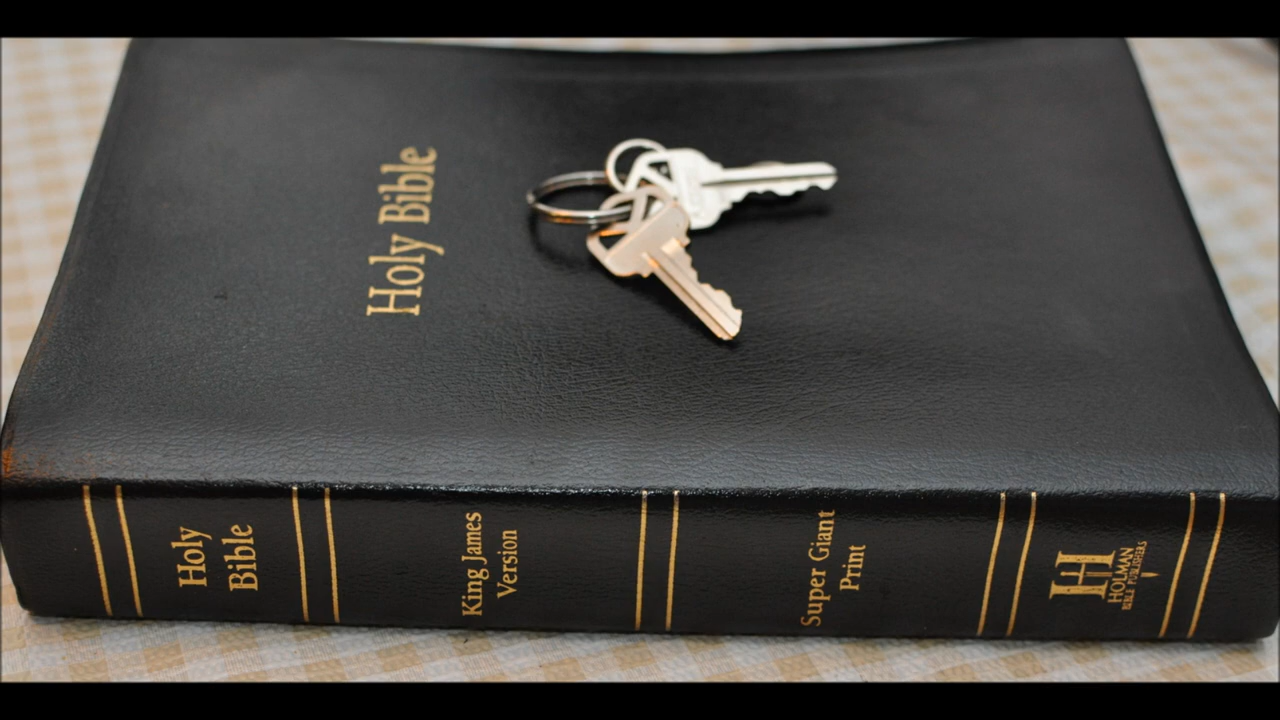 Holy Bible
Holy
Bible
King James
Version
Super Giant
Print
H
HOLMAN
BIBLE PUBLISHERS